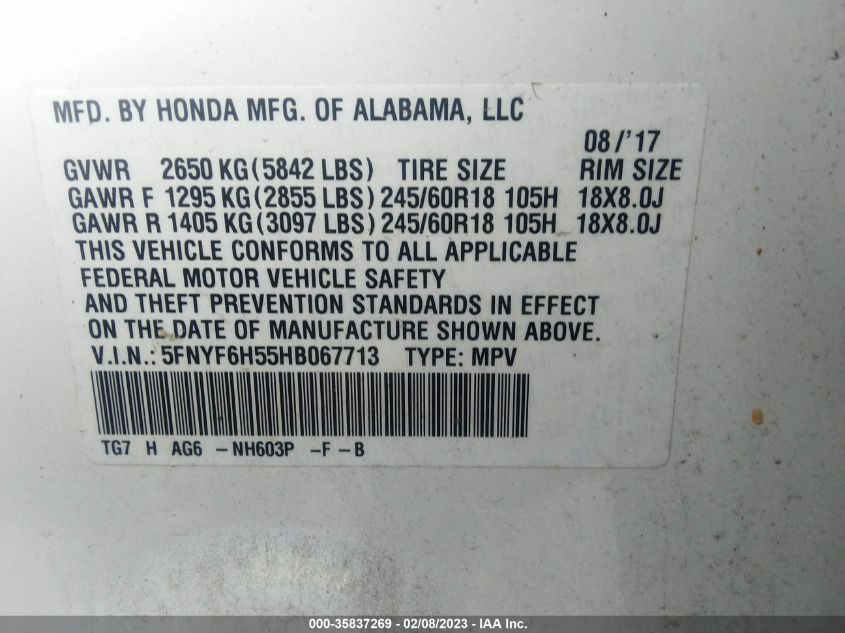 MFD. BY HONDA MFG. OF ALABAMA, LLC
08/'17
GVWR 2650 KG(5842 LBS) TIRE SIZE RIM SIZE
GAWR F 1295 KG(2855 LBS) 245/60R18 105H 18X8.0J
GAWR R 1405 KG(3097 LBS) 245/60R18 105H 18X8.0J
THIS VEHICLE CONFORMS TO ALL APPLICABLE
FEDERAL MOTOR VEHICLE SAFETY
AND THEFT PREVENTION STANDARDS IN EFFECT
ON THE DATE OF MANUFACTURE SHOWN ABOVE.
V.I.N.: 5FNYF6H55HB067713 TYPE: MPV
TG7 H AG6 -NH603P -F-B
000-35837269 - 02/08/2023 - IAA Inc.